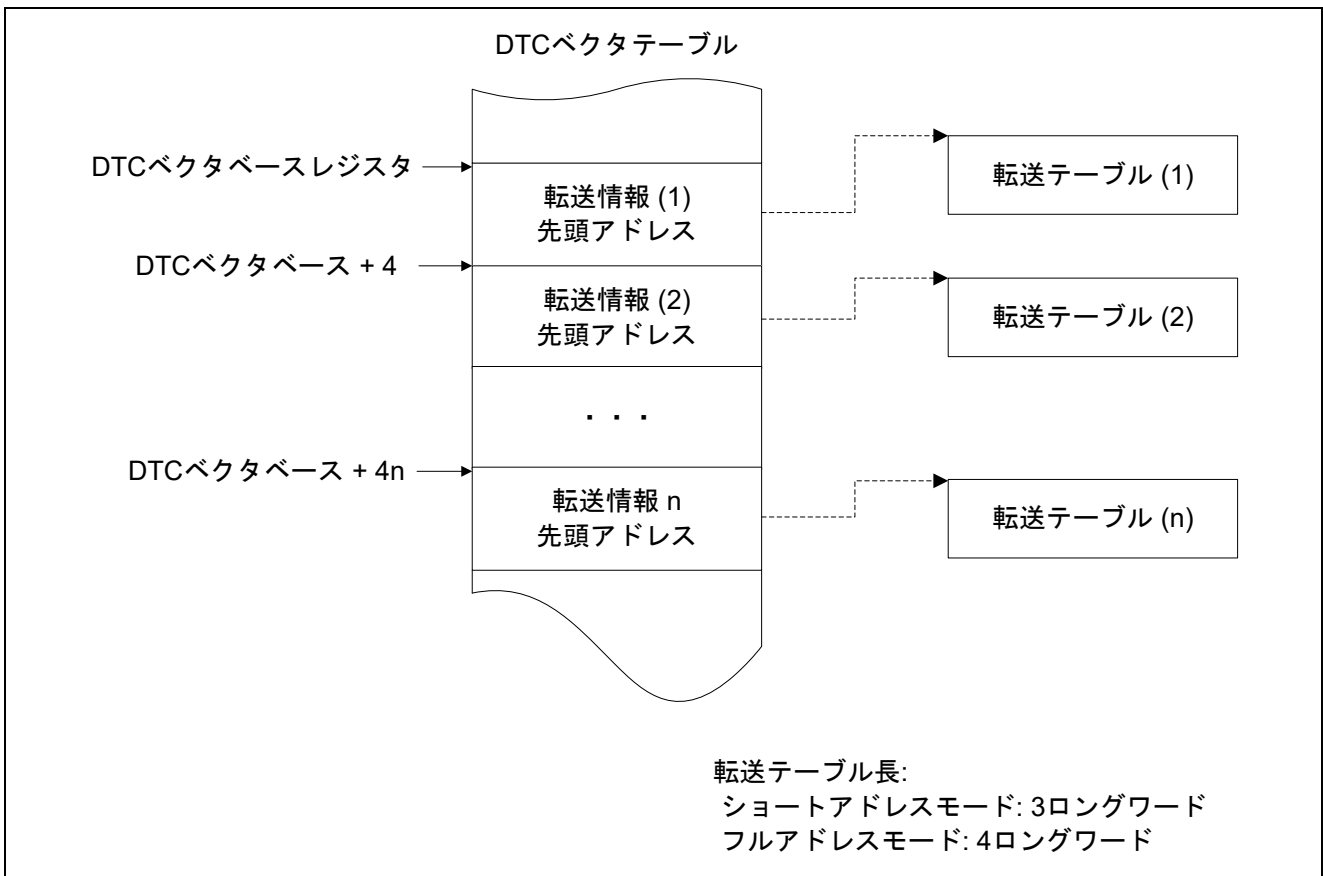 DTCベクタテーブル
DTCベクタベースレジスタ
転送情報 (1)
先頭アドレス
転送テーブル (1)
DTCベクタベース + 4
転送情報 (2)
先頭アドレス
転送テーブル (2)
・・・
DTCベクタベース + 4n
転送情報 n
先頭アドレス
転送テーブル (n)
転送テーブル長:
ショートアドレスモード: 3ロングワード
フルアドレスモード: 4ロングワード